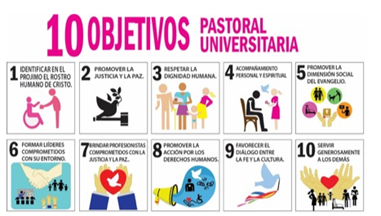 10 OBJETIVOS PASTORAL
UNIVERSITARIA
1 IDENTIFICAR EN EL
PROJIMO EL ROSTRO
HUMANO DE CRISTO.
2 PROMOVER LA
JUSTICIA Y LA PAZ.
3 RESPETAR LA
DIGNIDAD HUMANA.
4 ACOMPAÑAMIENTO
PERSONAL Y ESPIRITUAL
5 PROMOVER LA
DIMENSIÓN SOCIAL
DEL EVANGELIO.
6 FORMAR LÍDERES
COMPROMETIDOS
CON SU ENTORNO.
7 BRINDAR PROFESIONISTAS
COMPROMETIDOS CON LA
JUSTICIA Y LA PAZ..
8 PROMOVER LA
ACCIÓN POR LOS
DERECHOS HUMANOS.
9 FAVORECER EL
DIÁLOGO ENTRE
LA FE Y LA CULTURA.
10 SERVIR
GENEROSAMENTE
A LOS DEMÁS.